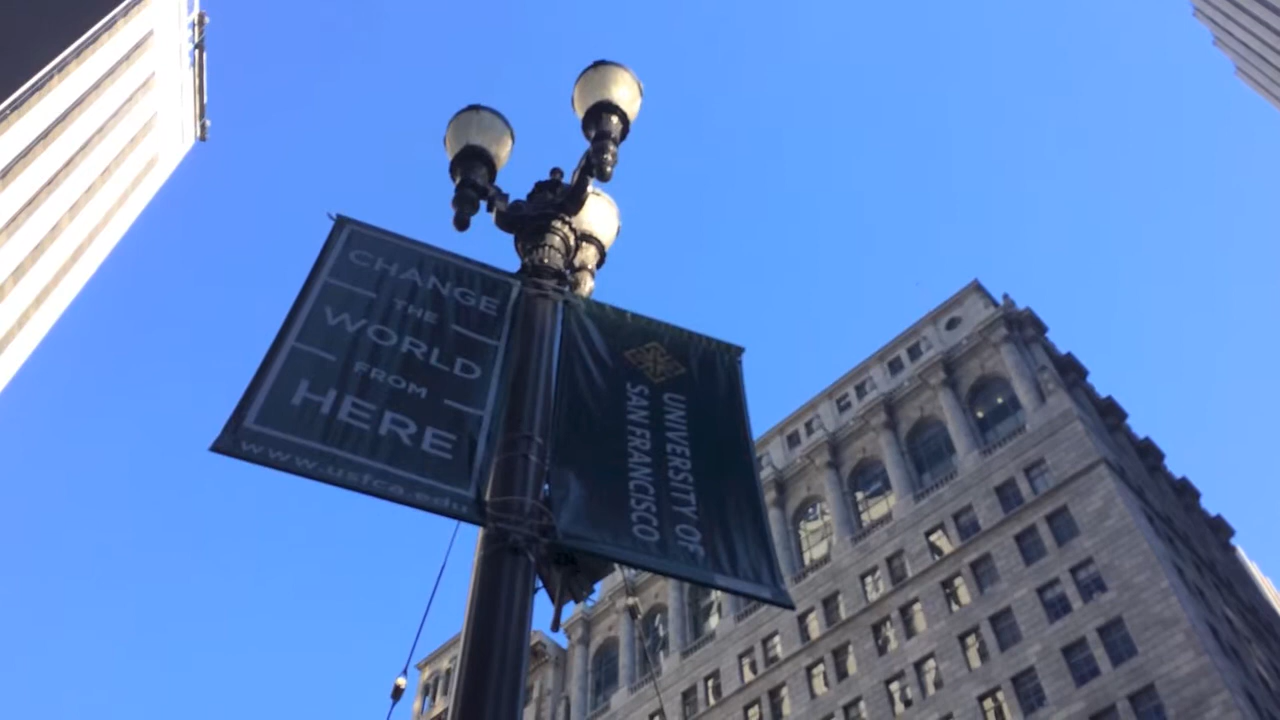 CHANGE
THE
WORLD
FROM
HERE
www.usfca.edu
UNIVERSITY OF
SAN FRANCISCO